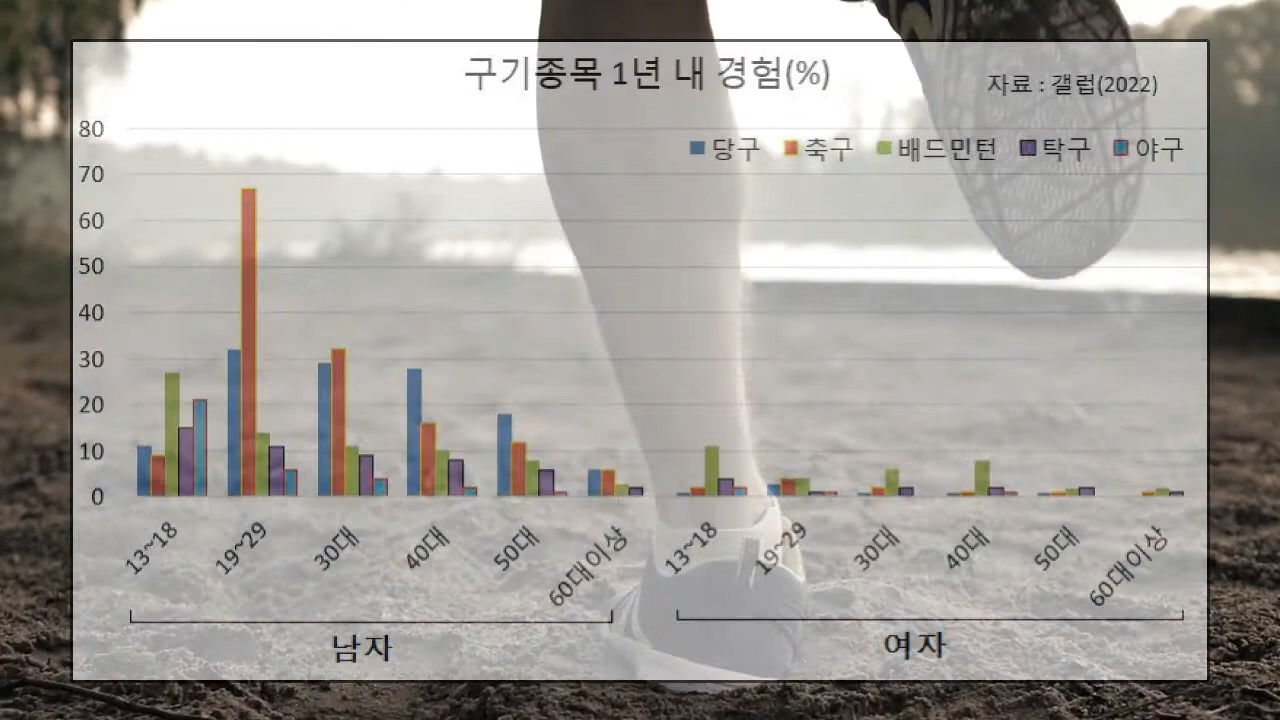 구기종목 1년 내 경험(%)
자료 : 갤럽(2022)
당구 축구 배드민턴 탁구 야구
80
70
60
50
40
30
20
10
0
13~18 19~29 30대 40대 50대 60대이상 13~18 19~29 30대 40대 50대 60대이상
남자 여자